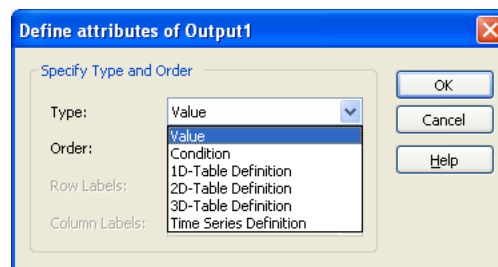 Define attributes of Output1
Specify Type and Order
Type: Value
Value
Condition
1D-Table Definition
2D-Table Definition
3D-Table Definition
Time Series Definition
Order:
Row Labels:
Column Labels:
OK
Cancel
Help